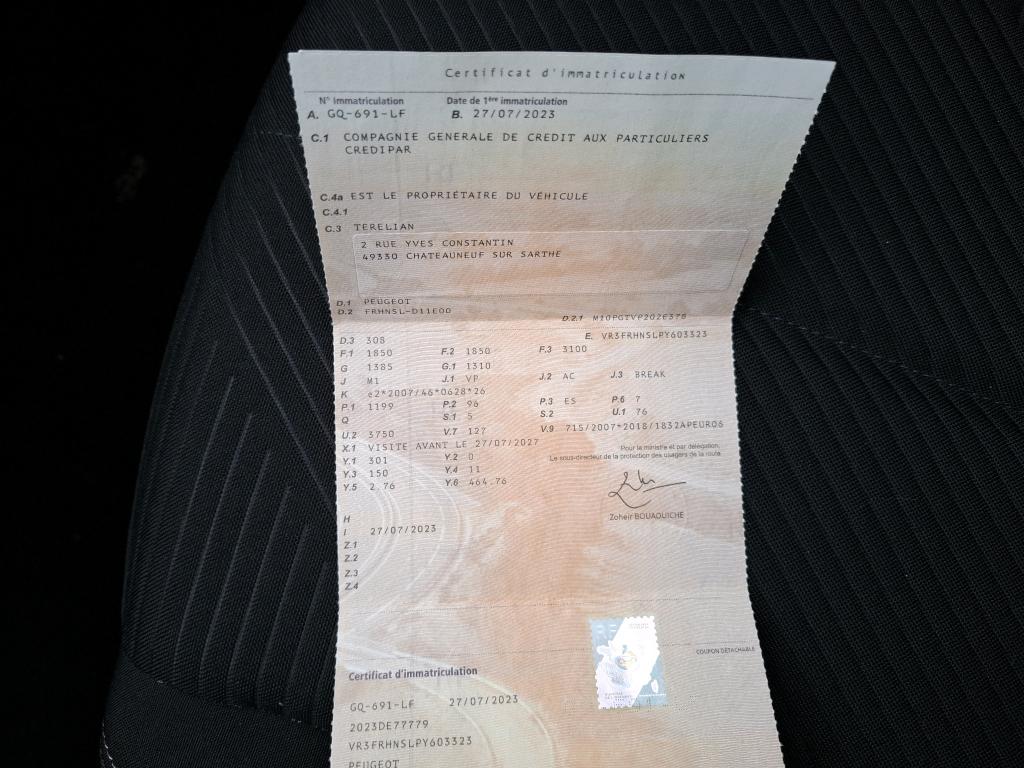 Certificat d'immatriculation
N° Immatriculation Date de 1ère immatriculation
A. GQ-691-LF B. 27/07/2023
C.1 COMPAGNIE GENERALE DE CREDIT AUX PARTICULIERS
CREDIPAR
C.4a EST LE PROPRIÉTAIRE DU VÉHICULE
C.4.1
C.3 TERELIAN
2 RUE YVES CONSTANTIN
49330 CHATEAUNEUF SUR SARTHE
D.1 PEUGEOT
D.2 FRHNSL-D11E00 D.2.1 M10PGTVP202E378
D.3 308 E. VR3FRHNSLPY603323
F.1 1850 F.2 1850 F.3 3100
G 1385 G.1 1310
J M1 J.1 VP J.2 AC J.3 BREAK
K e2*2007/46*0628*26
P.1 1199 P.2 96 P.3 ES P.6 7
Q S.1 5 S.2 U.1 76
U.2 3750 V.7 127 V.9 715/2007*2018/1832APEURO6
X.1 VISITE AVANT LE 27/07/2027
Y.1 301 Y.2 0
Y.3 150 Y.4 11
Y.5 2.76 Y.6 464.76
Pour la ministre et par délégation,
Le sous-directeur de la protection des usagers de la route
Zoheir BOUAOUICHE
H
I 27/07/2023
Z.1
Z.2
Z.3
Z.4
COUPON DÉTACHABLE
Certificat d'immatriculation
GQ-691-LF 27/07/2023
2023DE77779
VR3FRHNSLPY603323
PEUGEOT